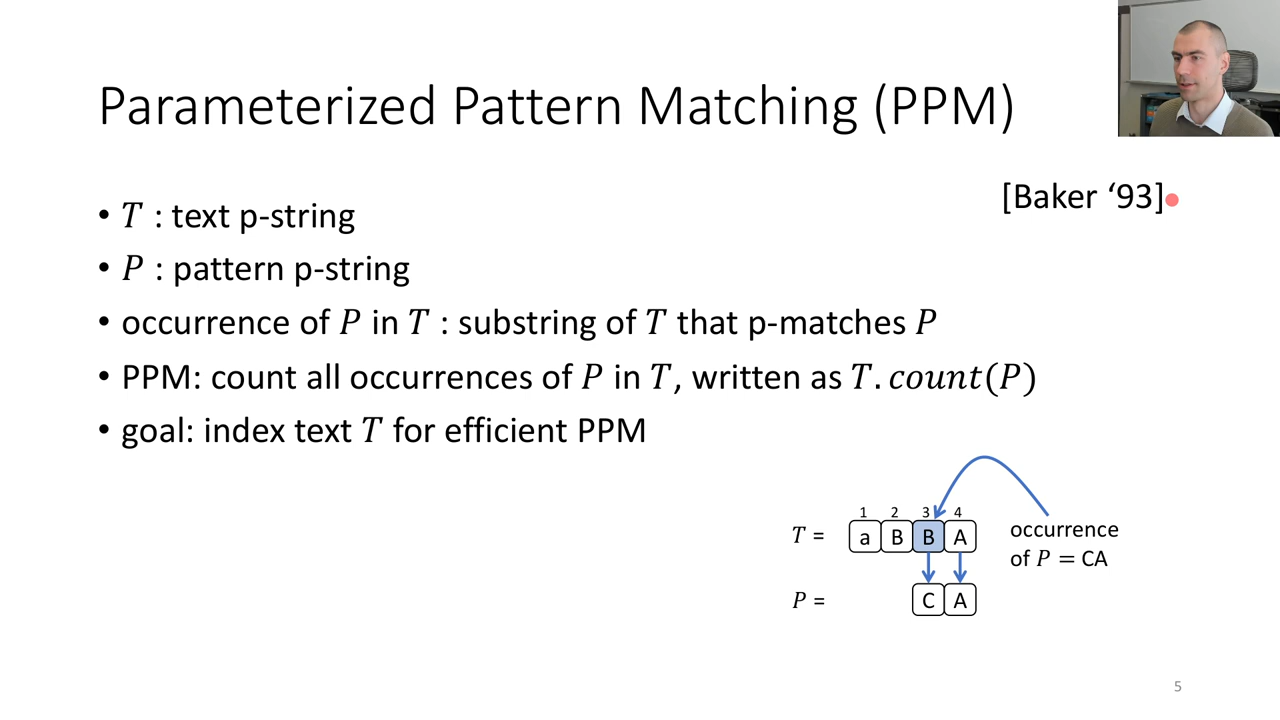 Parameterized Pattern Matching (PPM)
[Baker ‘93]
• T : text p-string
• P : pattern p-string
• occurrence of P in T : substring of T that p-matches P
• PPM: count all occurrences of P in T, written as T.count(P)
• goal: index text T for efficient PPM
1 2 3 4
T = a B B A
occurrence
of P = CA
P = C A
5